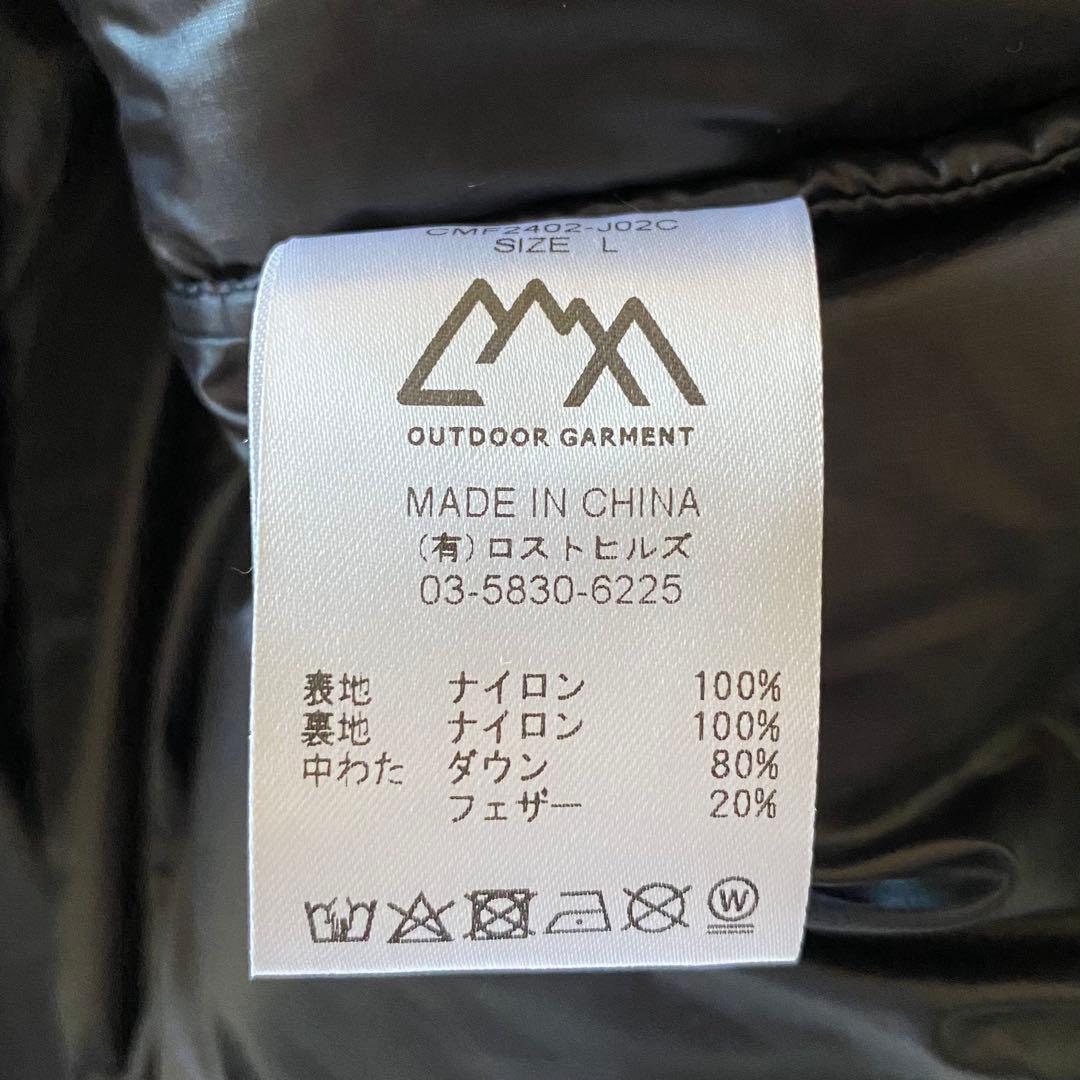 CMF2402-J02C
SIZE L
OUTDOOR GARMENT
MADE IN CHINA
(有)ロストヒルズ
03-5830-6225
表地 ナイロン 100%
裏地 ナイロン 100%
中わた ダウン 80%
フェザー 20%
W